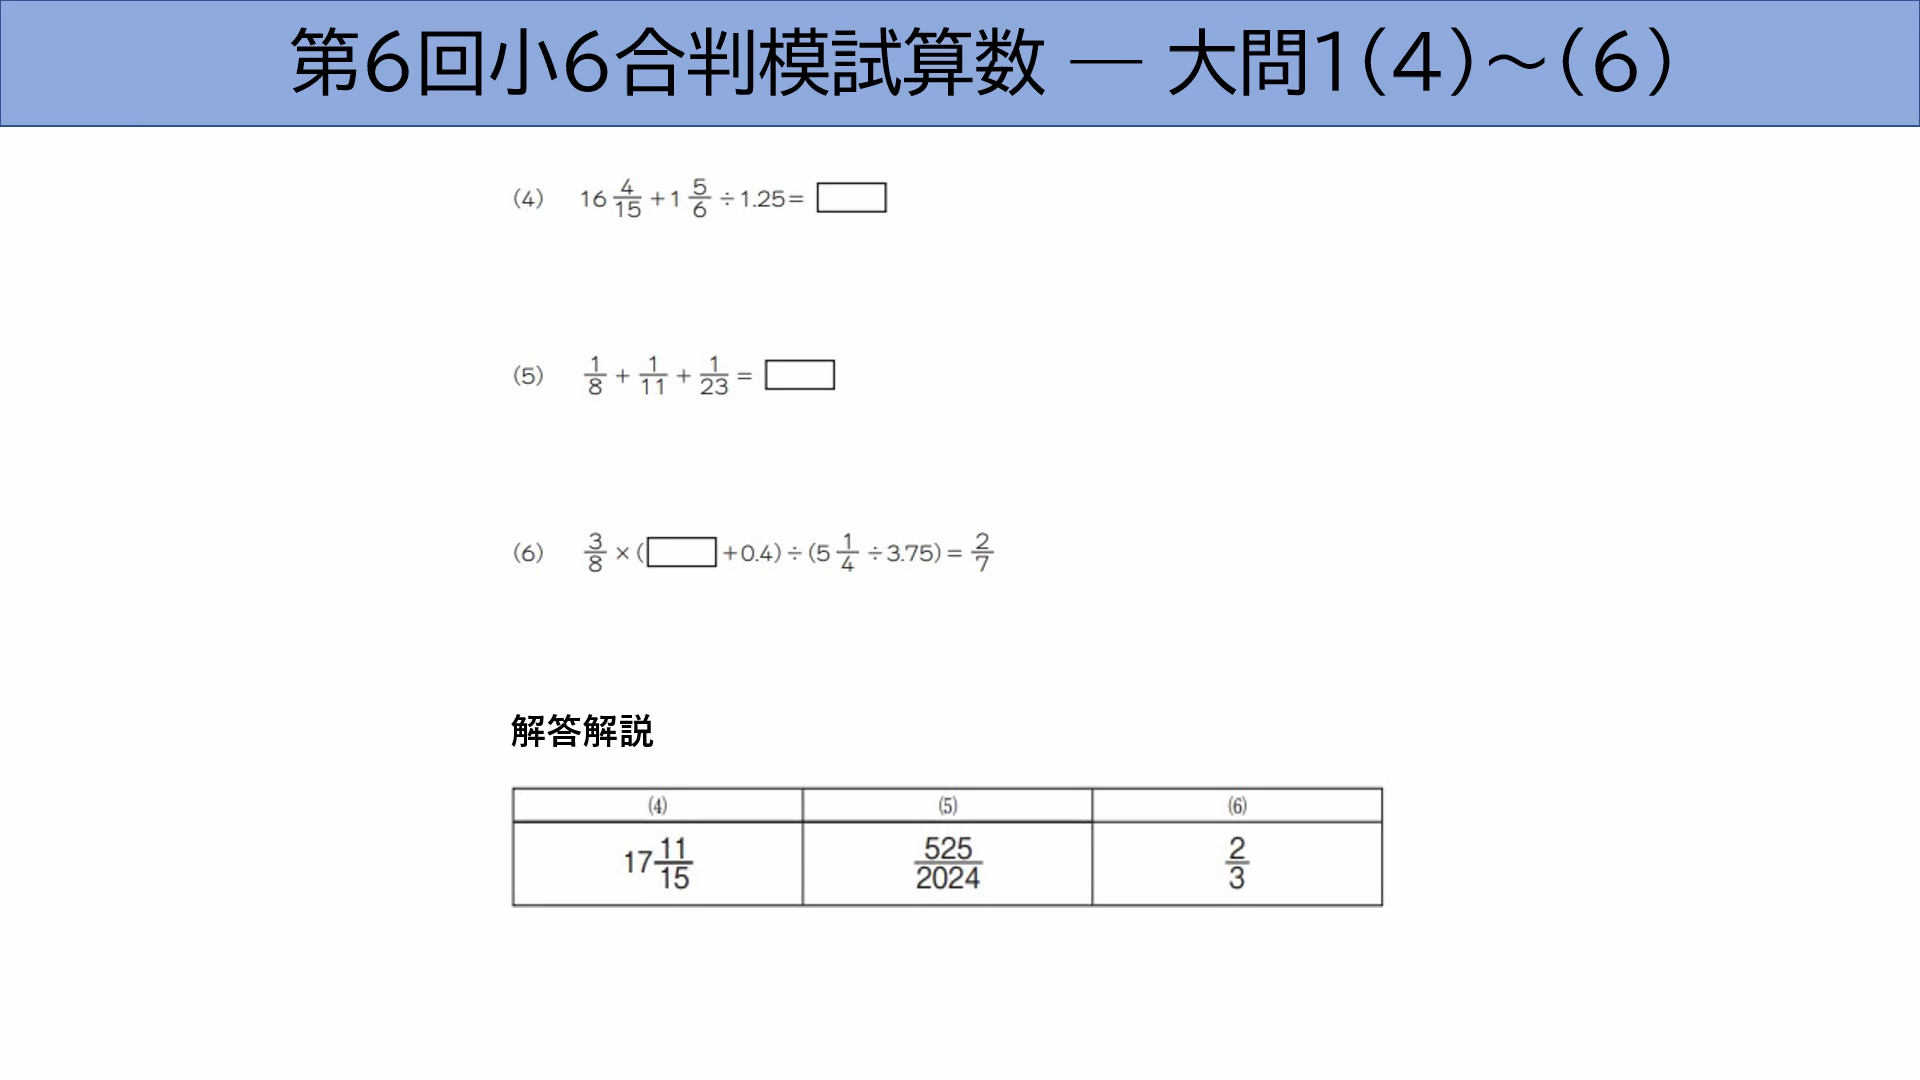 第6回小6合判模試算数 ― 大問1(4)～(6)
(4) 16 4/15 +1 5/6 ÷1.25= □
(5) 1/8 + 1/11 + 1/23 = □
(6) 3/8 ×(□+0.4)÷(5 1/4 ÷3.75)= 2/7
解答解説
(4) (5) (6)
17 11/15 525/2024 2/3